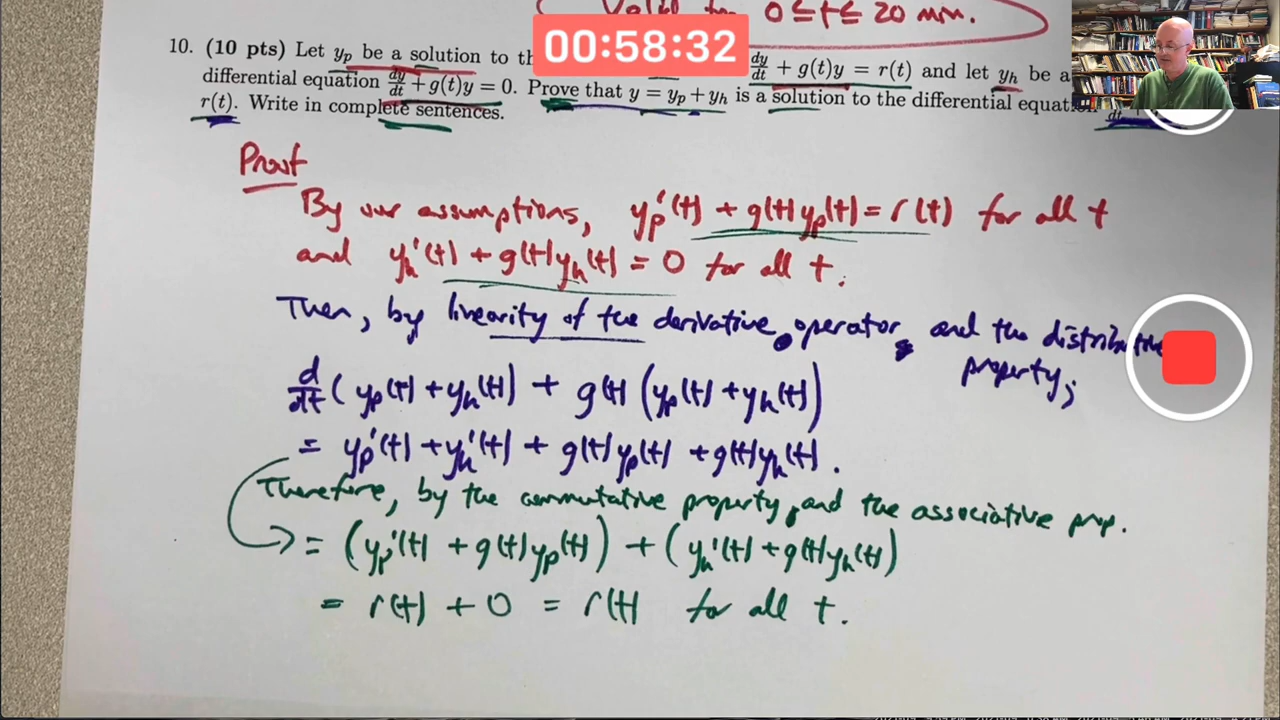 Valid for 0 ≤ t ≤ 20 min.
00:58:32
10. (10 pts) Let y_p be a solution to th dy/dt + g(t)y = r(t) and let y_h be a
differential equation dy/dt + g(t)y = 0. Prove that y = y_p + y_h is a solution to the differential equat
r(t). Write in complete sentences.
Proof
By our assumptions, y_p'(t) + g(t)y_p(t) = r(t) for all t
and y_h'(t) + g(t)y_h(t) = 0 for all t.
Then, by linearity of the derivative operator, and the distributive
property,
d/dt (y_p(t) + y_h(t)) + g(t) (y_p(t) + y_h(t))
= y_p'(t) + y_h'(t) + g(t)y_p(t) + g(t)y_h(t).
Therefore, by the commutative property, and the associative prop.
= (y_p'(t) + g(t)y_p(t)) + (y_h'(t) + g(t)y_h(t))
= r(t) + 0 = r(t) for all t.